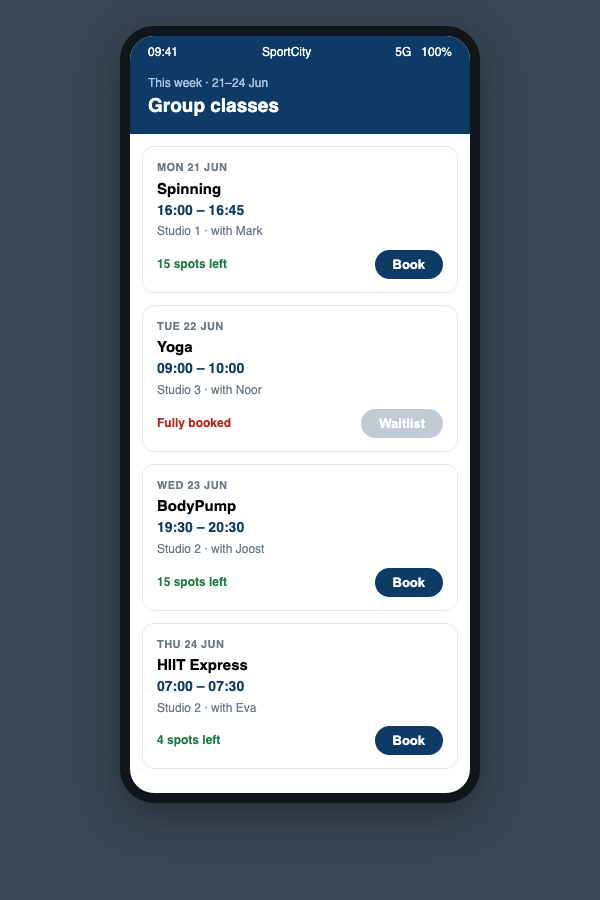 09:41 SportCity 5G 100%
This week · 21–24 Jun
Group classes
MON 21 JUN
Spinning
16:00 – 16:45
Studio 1 · with Mark
15 spots left Book
TUE 22 JUN
Yoga
09:00 – 10:00
Studio 3 · with Noor
Fully booked Waitlist
WED 23 JUN
BodyPump
19:30 – 20:30
Studio 2 · with Joost
15 spots left Book
THU 24 JUN
HIIT Express
07:00 – 07:30
Studio 2 · with Eva
4 spots left Book